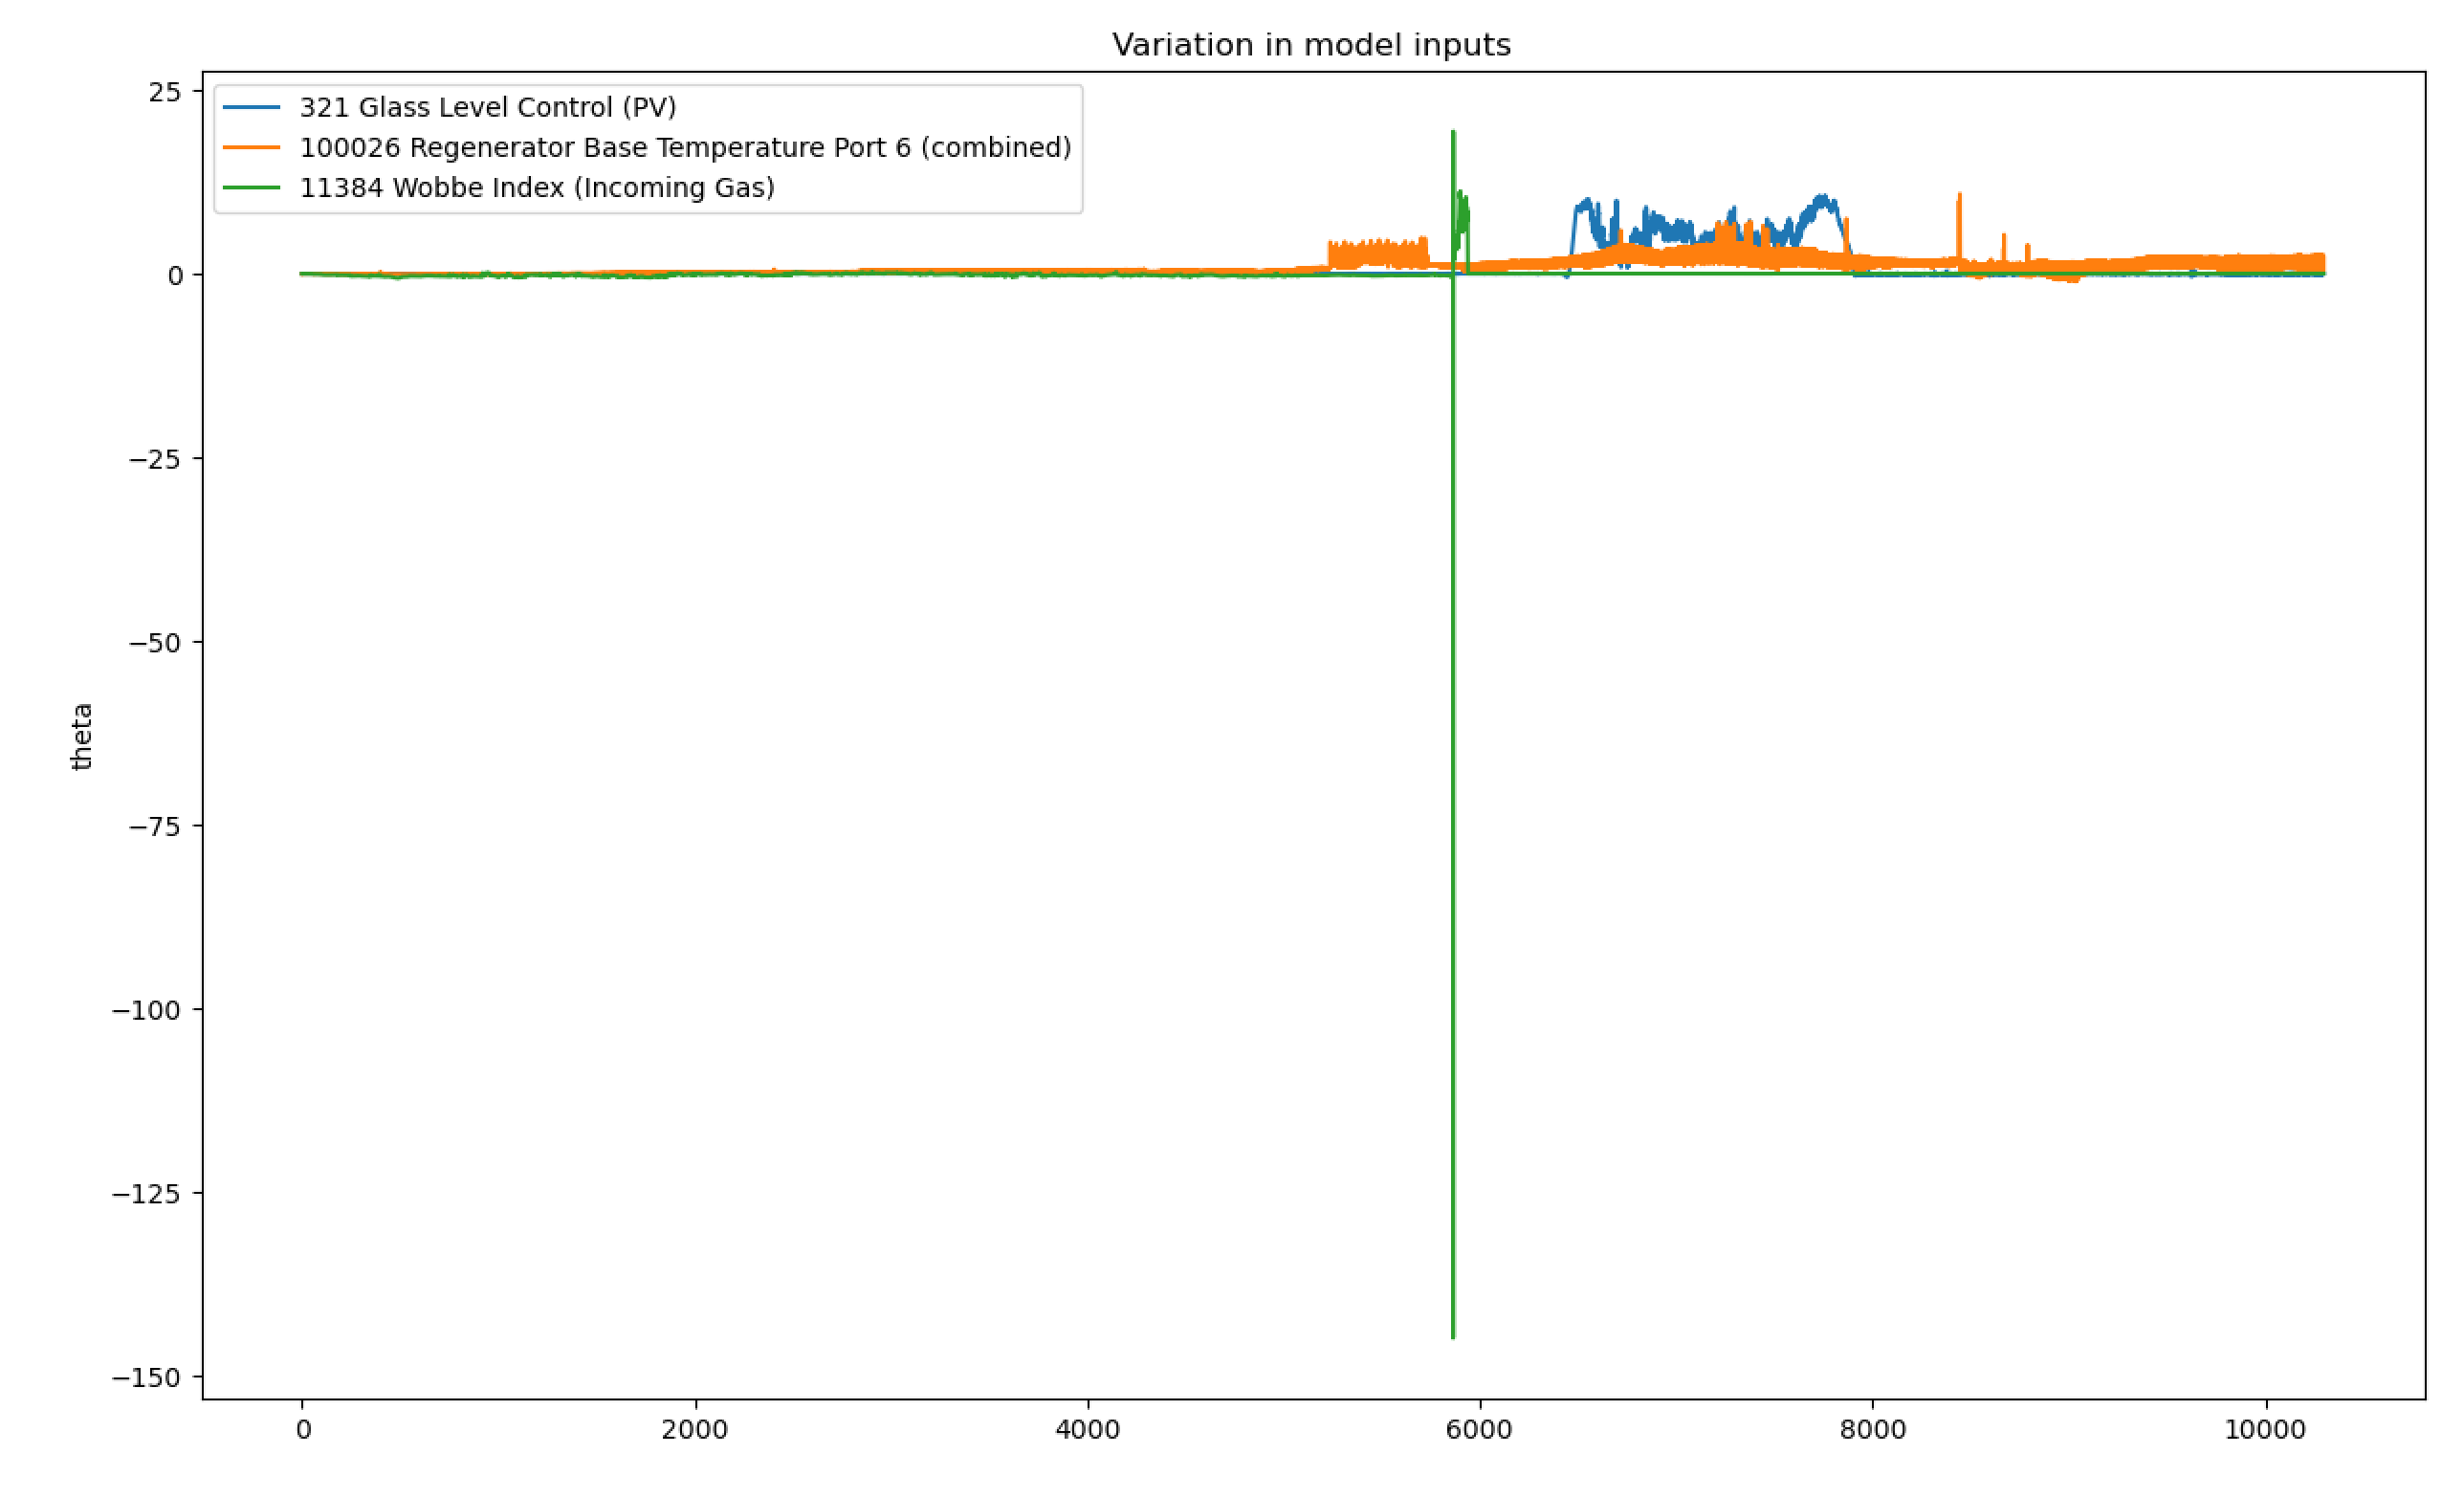 Variation in model inputs
321 Glass Level Control (PV)
100026 Regenerator Base Temperature Port 6 (combined)
11384 Wobbe Index (Incoming Gas)
theta
25
0
−25
−50
−75
−100
−125
−150
0 2000 4000 6000 8000 10000